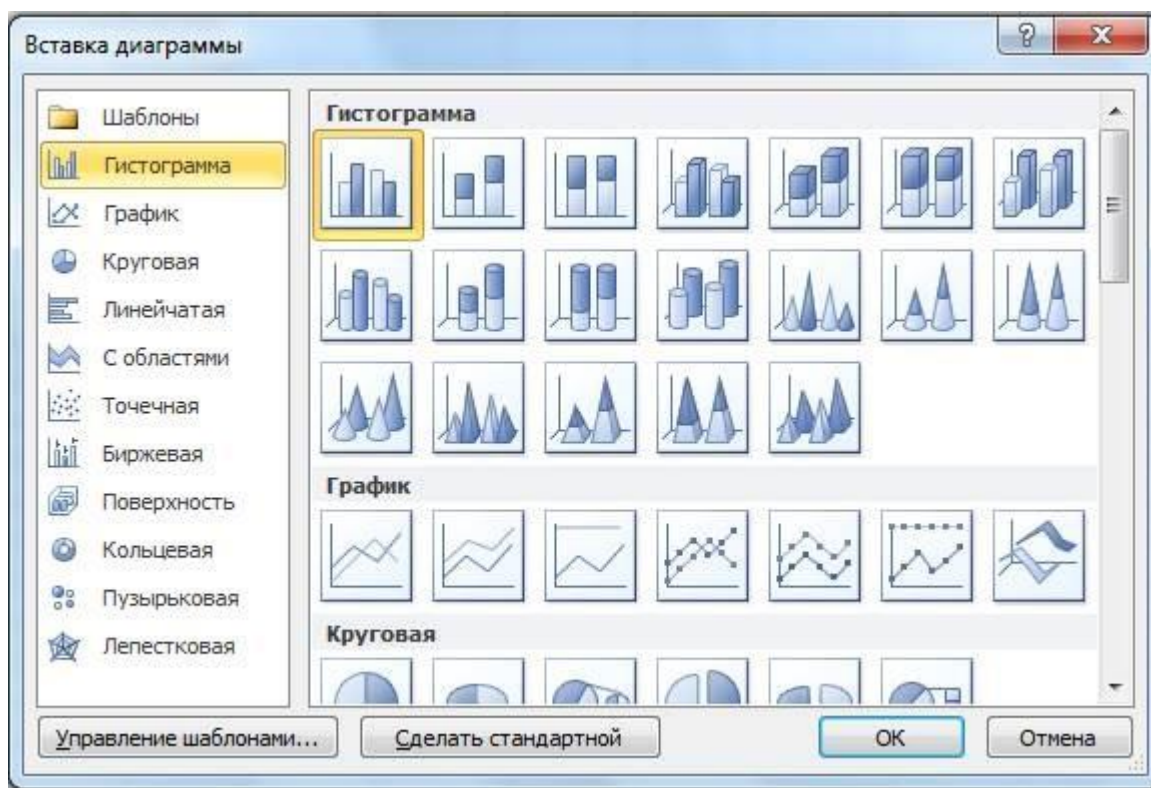 Вставка диаграммы
Шаблоны
Гистограмма
График
Круговая
Линейчатая
С областями
Точечная
Биржевая
Поверхность
Кольцевая
Пузырьковая
Лепестковая
Гистограмма
График
Круговая
Управление шаблонами...
Сделать стандартной
ОК
Отмена